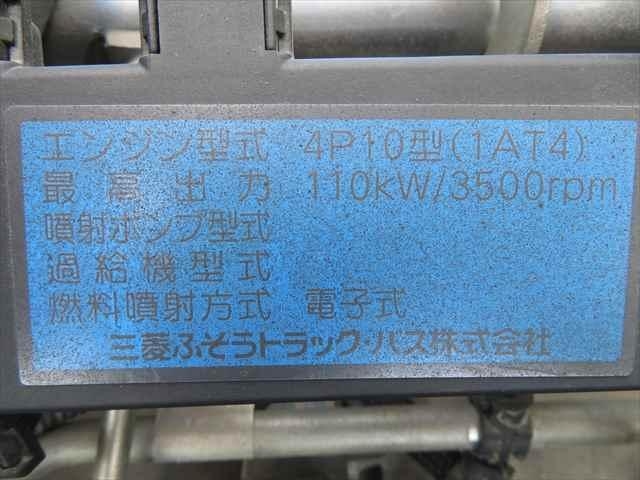 エンジン型式 4P10型(1AT4)
最高出力 110kW/3500rpm
噴射ポンプ型式
過給機型式
燃料噴射方式 電子式
三菱ふそうトラック・バス株式会社